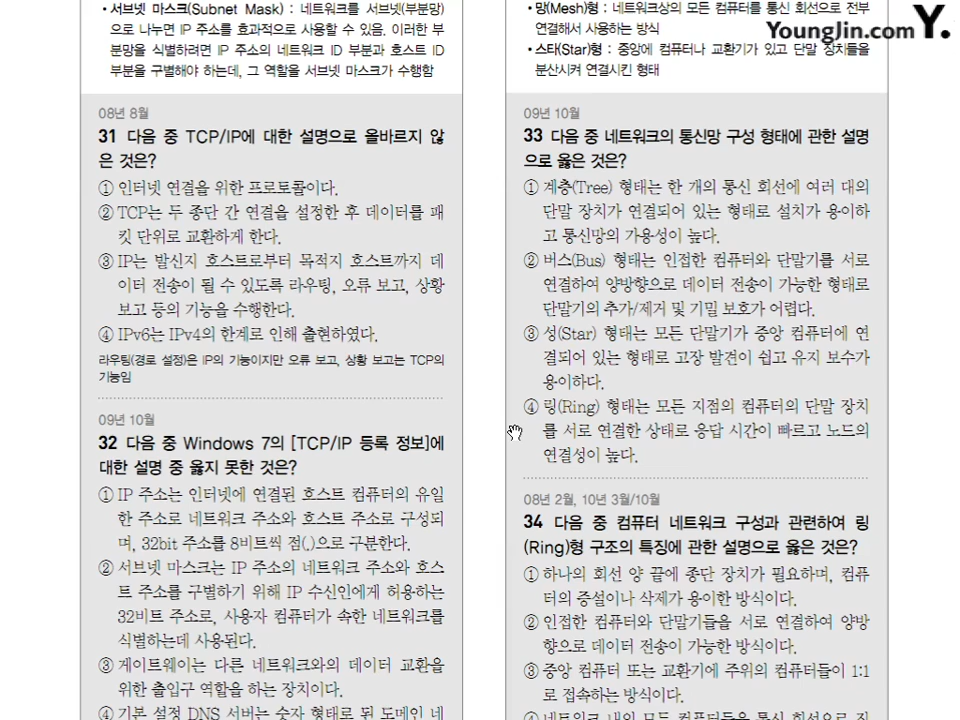 • 서브넷 마스크(Subnet Mask) : 네트워크를 서브넷(부분망)
으로 나누면 IP 주소를 효과적으로 사용할 수 있음. 이러한 부
분망을 식별하려면 IP 주소의 네트워크 ID 부분과 호스트 ID
부분을 구별해야 하는데, 그 역할을 서브넷 마스크가 수행함
08년 8월
31 다음 중 TCP/IP에 대한 설명으로 올바르지 않
은 것은?
① 인터넷 연결을 위한 프로토콜이다.
② TCP는 두 종단 간 연결을 설정한 후 데이터를 패
킷 단위로 교환하게 한다.
③ IP는 발신지 호스트로부터 목적지 호스트까지 데
이터 전송이 될 수 있도록 라우팅, 오류 보고, 상황
보고 등의 기능을 수행한다.
④ IPv6는 IPv4의 한계로 인해 출현하였다.
라우팅(경로 설정)은 IP의 기능이지만 오류 보고, 상황 보고는 TCP의
기능임
09년 10월
32 다음 중 Windows 7의 [TCP/IP 등록 정보]에
대한 설명 중 옳지 못한 것은?
① IP 주소는 인터넷에 연결된 호스트 컴퓨터의 유일
한 주소로 네트워크 주소와 호스트 주소로 구성되
며, 32bit 주소를 8비트씩 점(.)으로 구분한다.
② 서브넷 마스크는 IP 주소의 네트워크 주소와 호스
트 주소를 구별하기 위해 IP 수신인에게 허용하는
32비트 주소로, 사용자 컴퓨터가 속한 네트워크를
식별하는데 사용된다.
③ 게이트웨이는 다른 네트워크와의 데이터 교환을
위한 출입구 역할을 하는 장치이다.
④ 기본 설정 DNS 서버는 숫자 형태로 된 도메인 네
• 망(Mesh)형 : 네트워크상의 모든 컴퓨터를 통신 회선으로 전부
연결해서 사용하는 방식
• 스타(Star)형 : 중앙에 컴퓨터나 교환기가 있고 단말 장치들을
분산시켜 연결시킨 형태
YoungJin.com Y.
09년 10월
33 다음 중 네트워크의 통신망 구성 형태에 관한 설명
으로 옳은 것은?
① 계층(Tree) 형태는 한 개의 통신 회선에 여러 대의
단말 장치가 연결되어 있는 형태로 설치가 용이하
고 통신망의 가용성이 높다.
② 버스(Bus) 형태는 인접한 컴퓨터와 단말기를 서로
연결하여 양방향으로 데이터 전송이 가능한 형태로
단말기의 추가/제거 및 기밀 보호가 어렵다.
③ 성(Star) 형태는 모든 단말기가 중앙 컴퓨터에 연
결되어 있는 형태로 고장 발견이 쉽고 유지 보수가
용이하다.
④ 링(Ring) 형태는 모든 지점의 컴퓨터의 단말 장치
를 서로 연결한 상태로 응답 시간이 빠르고 노드의
연결성이 높다.
08년 2월, 10년 3월/10월
34 다음 중 컴퓨터 네트워크 구성과 관련하여 링
(Ring)형 구조의 특징에 관한 설명으로 옳은 것은?
① 하나의 회선 양 끝에 종단 장치가 필요하며, 컴퓨
터의 증설이나 삭제가 용이한 방식이다.
② 인접한 컴퓨터와 단말기들을 서로 연결하여 양방
향으로 데이터 전송이 가능한 방식이다.
③ 중앙 컴퓨터 또는 교환기에 주위의 컴퓨터들이 1:1
로 접속하는 방식이다.
④ 네트워크 내의 모든 컴퓨터들을 통신 회선으로 직